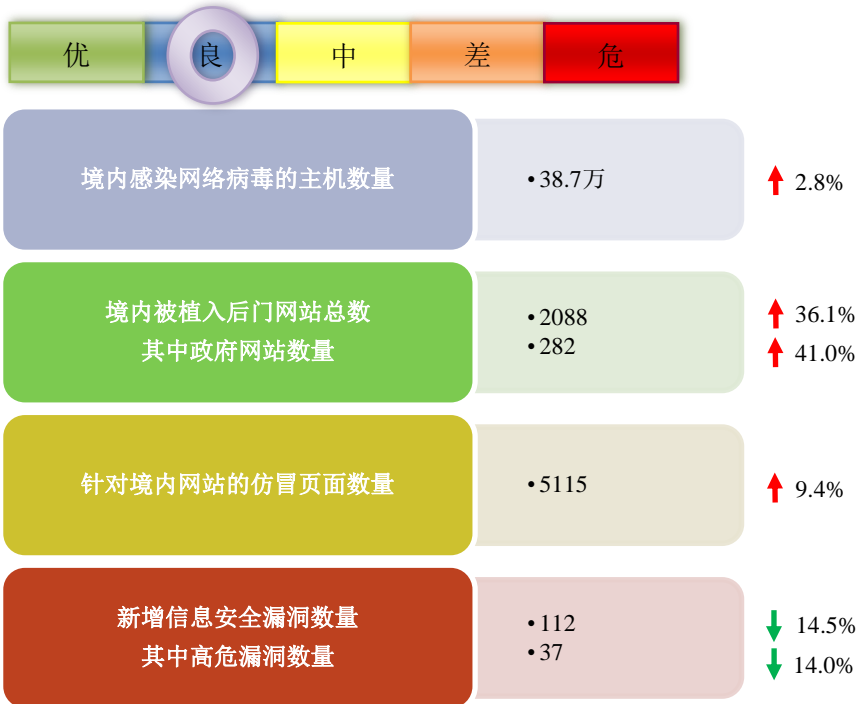 优 良 中 差 危
境内感染网络病毒的主机数量
•38.7万
2.8%
境内被植入后门网站总数
其中政府网站数量
•2088
•282
36.1%
41.0%
针对境内网站的仿冒页面数量
•5115
9.4%
新增信息安全漏洞数量
其中高危漏洞数量
•112
•37
14.5%
14.0%